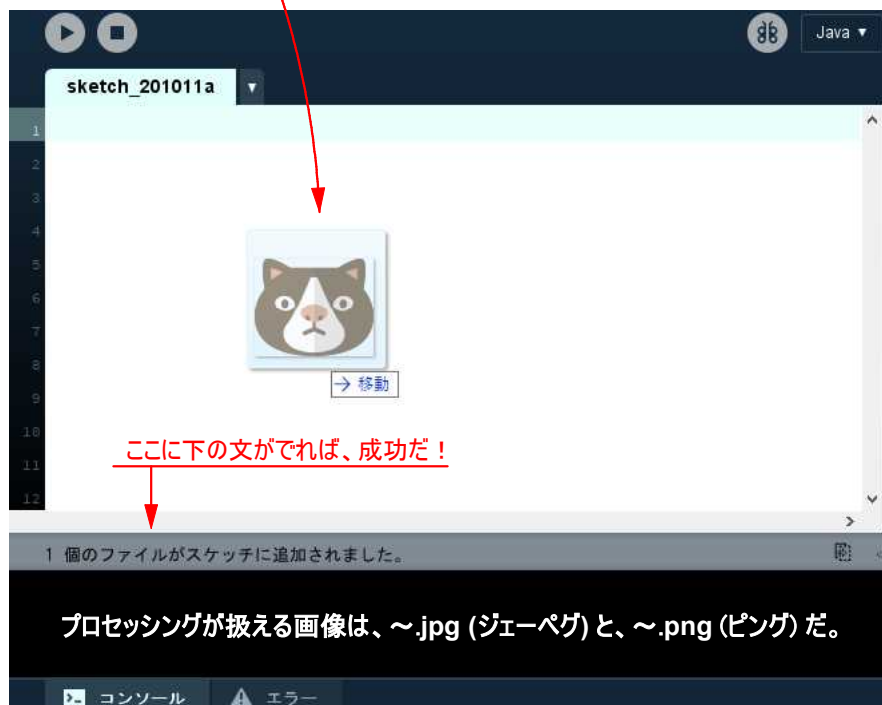 Java ▼
sketch_201011a ▼
1
2
3
4
5
6
7
8
9
10
11
12
→ 移動
ここに下の文がでれば、成功だ！
1 個のファイルがスケッチに追加されました。
プロセッシングが扱える画像は、～.jpg (ジェーペグ) と、～.png (ピング) だ。
コンソール
エラー